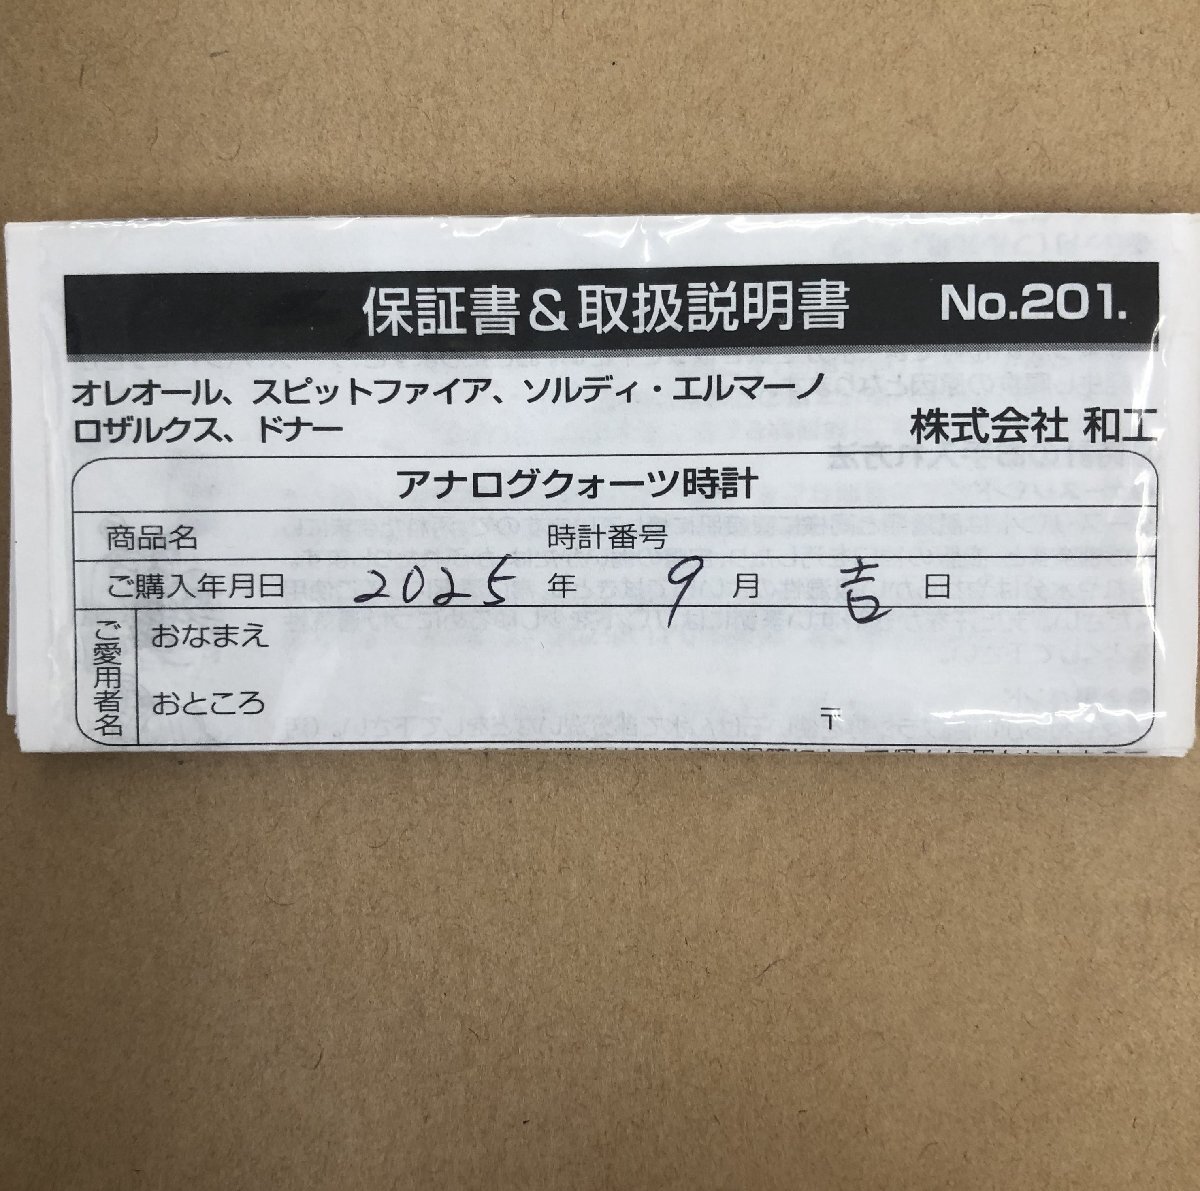 保証書&取扱説明書 No.201.
オレオール、スピットファイア、ソルディ・エルマーノ
ロザルクス、ドナー 株式会社 和工
アナログクォーツ時計
商品名 時計番号
ご購入年月日 2025 年 9 月 吉 日
ご愛用者名
おなまえ
おところ 〒